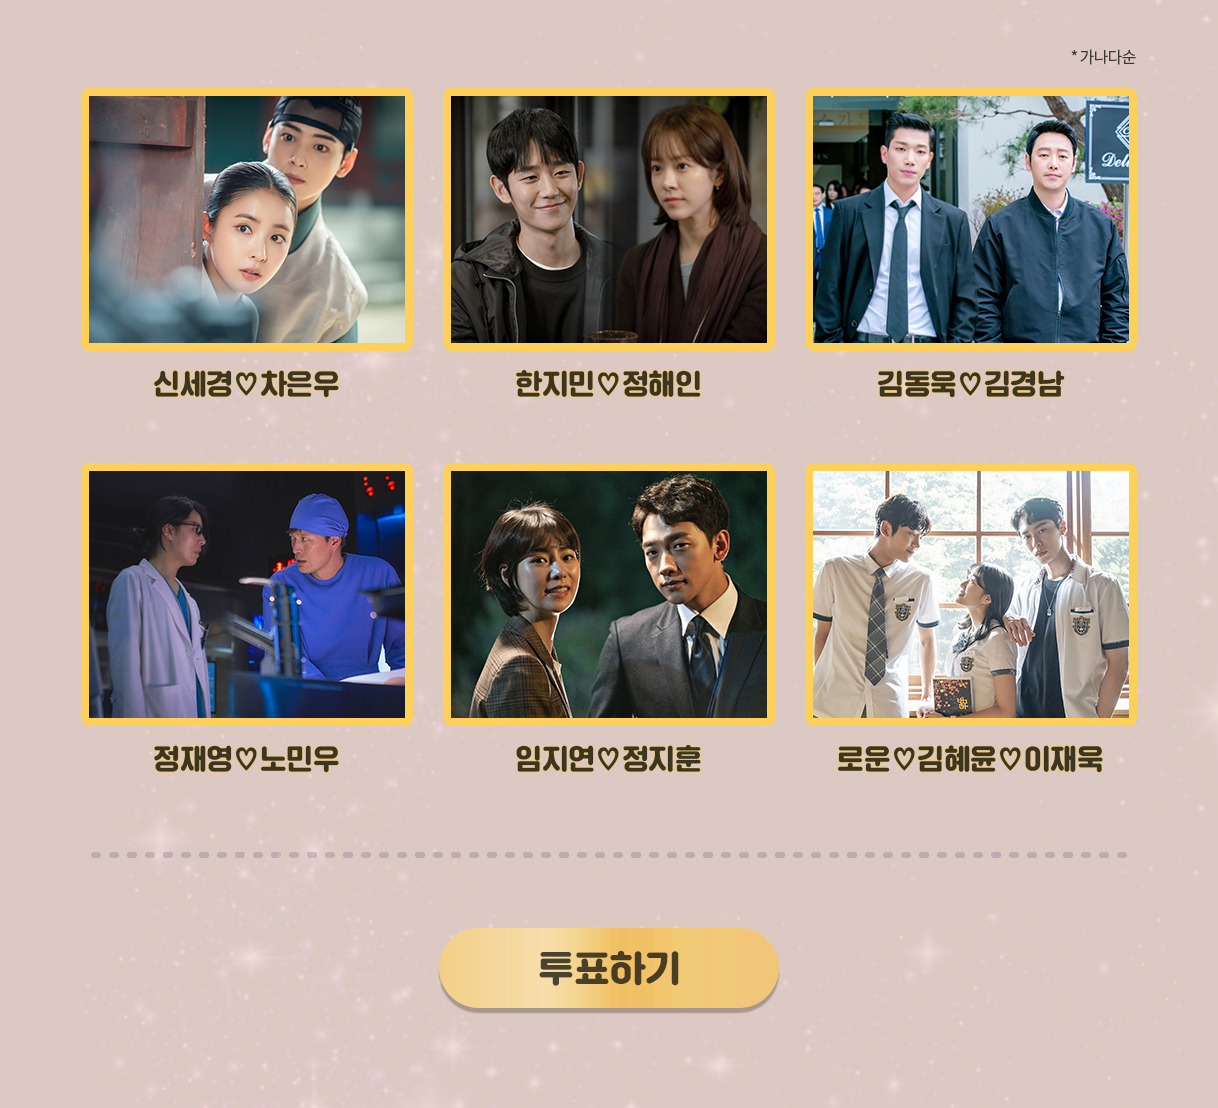 * 가나다순
신세경♡차은우
한지민♡정해인
김동욱♡김경남
정재영♡노민우
임지연♡정지훈
로운♡김혜윤♡이재욱
투표하기